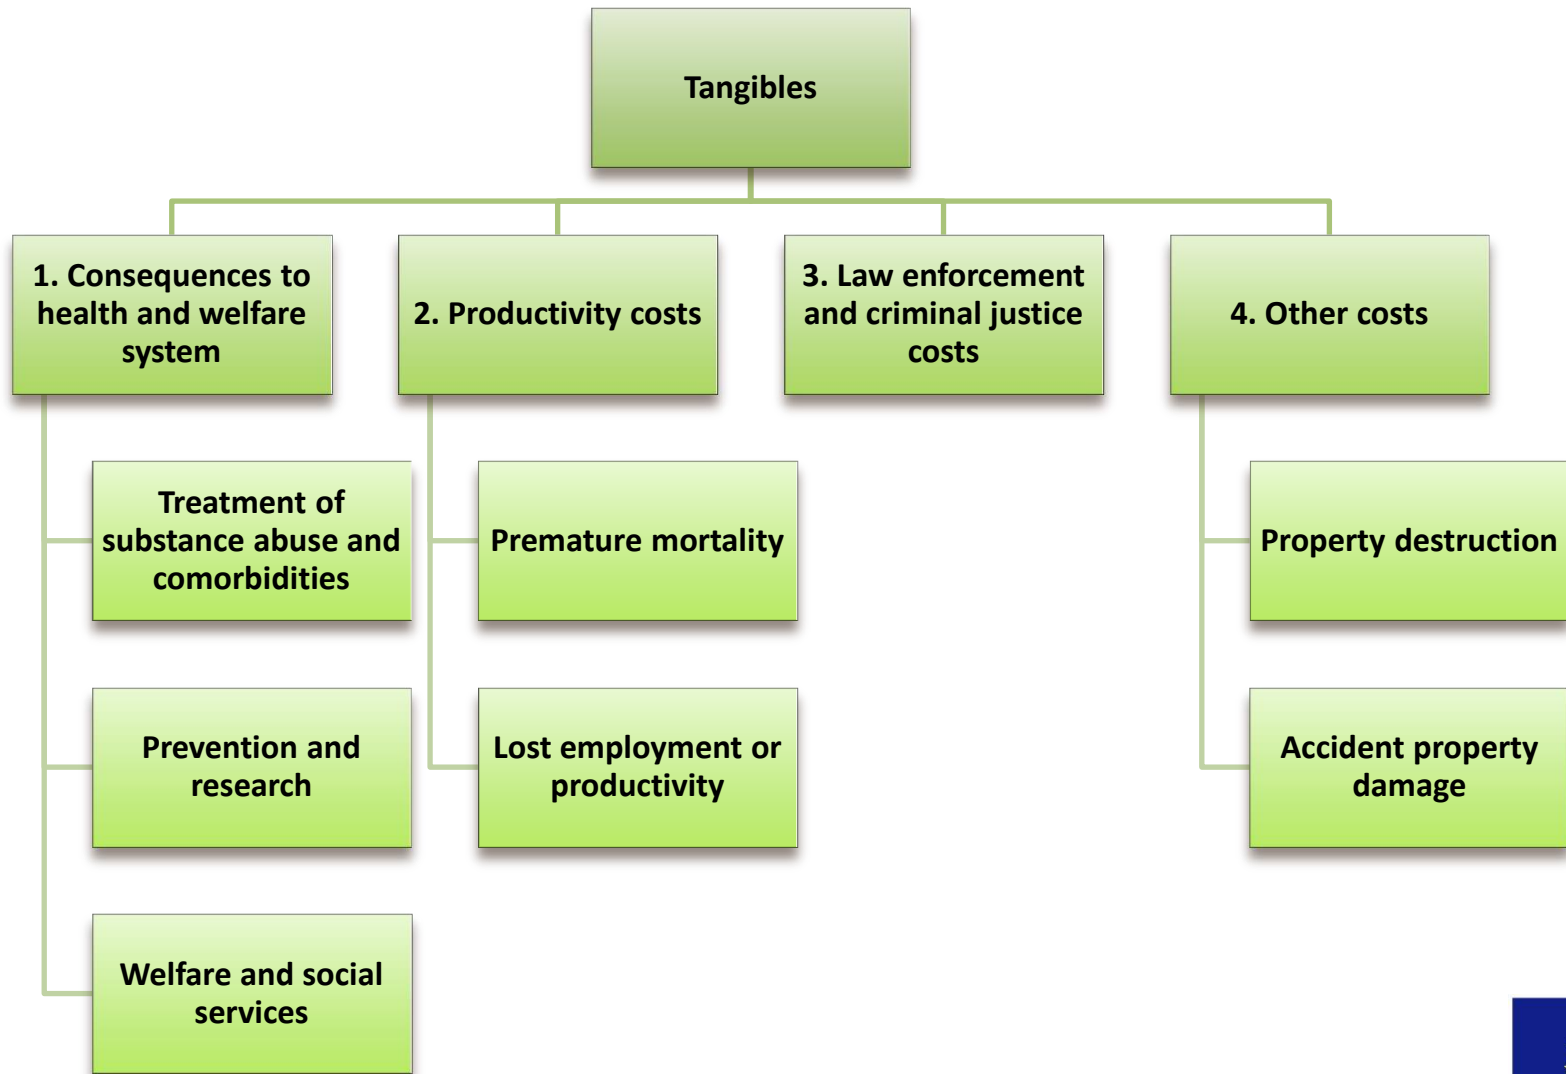 Tangibles
1. Consequences to
health and welfare
system
2. Productivity costs
3. Law enforcement
and criminal justice
costs
4. Other costs
Treatment of
substance abuse and
comorbidities
Prevention and
research
Welfare and social
services
Premature mortality
Lost employment or
productivity
Property destruction
Accident property
damage